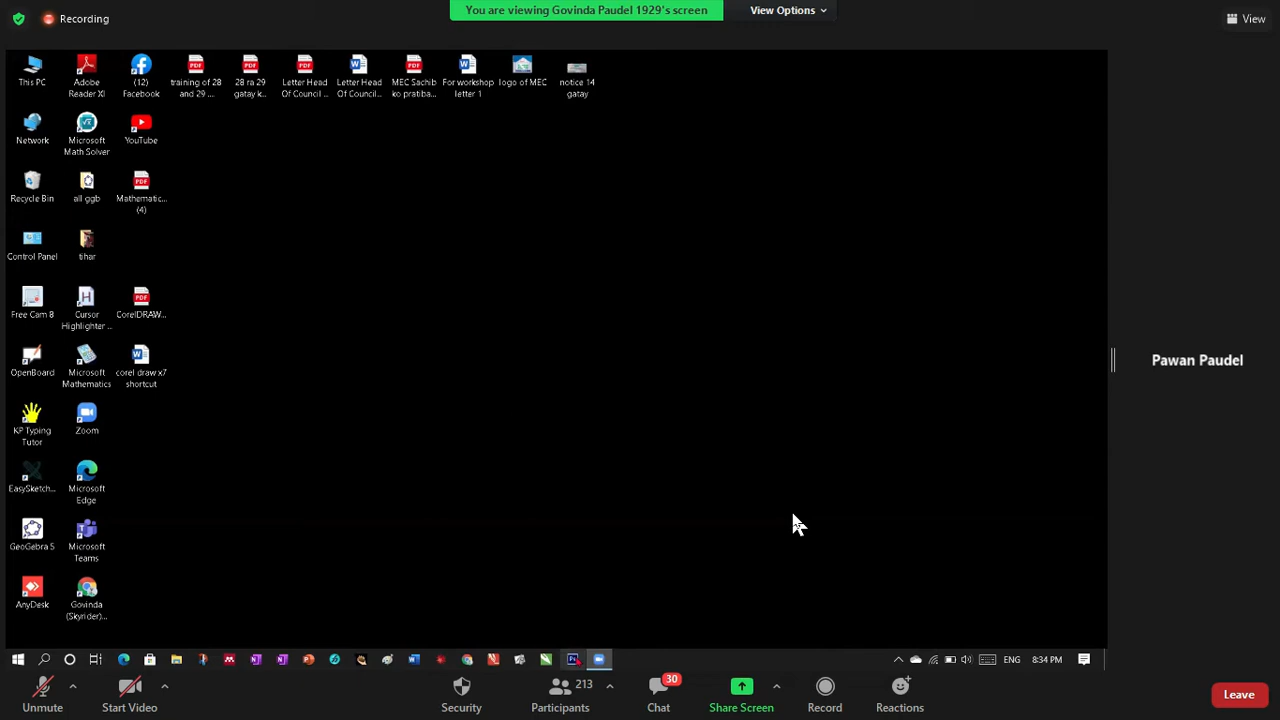 Recording
You are viewing Govinda Paudel 1929's screen
View Options
View
This PC
Adobe
Reader XI
(12)
Facebook
training of 28
and 29 ....
28 ra 29
gatay k...
Letter Head
Of Council ...
Letter Head
Of Council...
MEC Sachib
ko pratiba...
For workshop
letter 1
logo of MEC
notice 14
gatay
Network
Microsoft
Math Solver
YouTube
Recycle Bin
all ggb
Mathematic...
(4)
Control Panel
tihar
Free Cam 8
Cursor
Highlighter ...
CorelDRAW...
OpenBoard
Microsoft
Mathematics
corel draw x7
shortcut
Pawan Paudel
KP Typing
Tutor
Zoom
EasySketch...
Microsoft
Edge
GeoGebra 5
Microsoft
Teams
AnyDesk
Govinda
(Skyrider)...
ENG
8:34 PM
Unmute
Start Video
Security
213
Participants
30
Chat
Share Screen
Record
Reactions
Leave